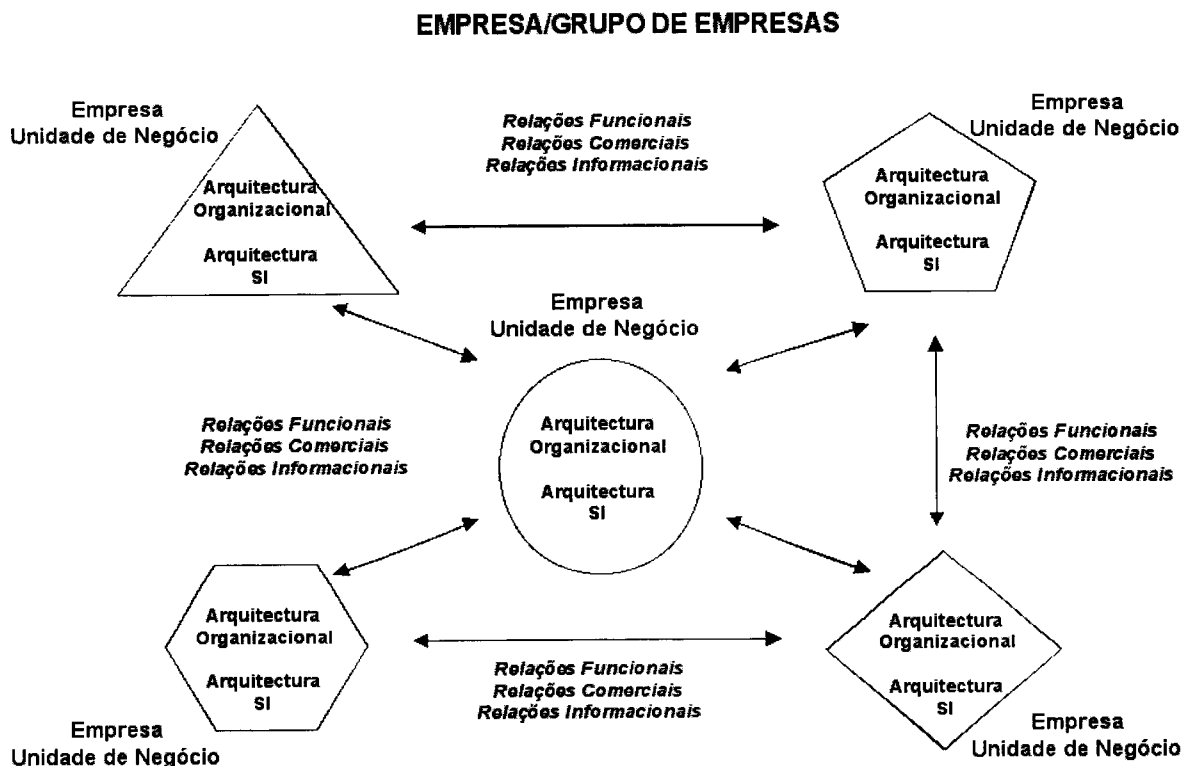 EMPRESA/GRUPO DE EMPRESAS
Empresa
Unidade de Negócio
Arquitectura
Organizacional
Arquitectura
SI
Relações Funcionais
Relações Comerciais
Relações Informacionais
Empresa
Unidade de Negócio
Arquitectura
Organizacional
Arquitectura
SI
Empresa
Unidade de Negócio
Arquitectura
Organizacional
Arquitectura
SI
Relações Funcionais
Relações Comerciais
Relações Informacionais
Relações Funcionais
Relações Comerciais
Relações Informacionais
Arquitectura
Organizacional
Arquitectura
SI
Empresa
Unidade de Negócio
Relações Funcionais
Relações Comerciais
Relações Informacionais
Arquitectura
Organizacional
Arquitectura
SI
Empresa
Unidade de Negócio